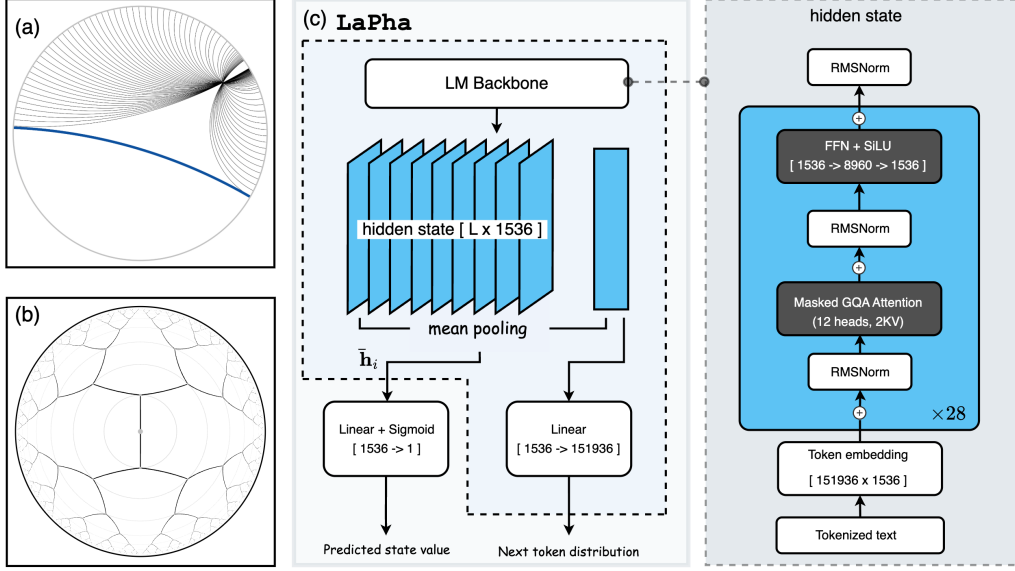 (a)
(b)
(c) LaPha
LM Backbone
hidden state [ L x 1536 ]
mean pooling
h̄ᵢ
Linear + Sigmoid
[ 1536 -> 1 ]
Linear
[ 1536 -> 151936 ]
Predicted state value
Next token distribution
hidden state
RMSNorm
+
FFN + SiLU
[ 1536 -> 8960 -> 1536 ]
RMSNorm
+
Masked GQA Attention
(12 heads, 2KV)
RMSNorm
+
×28
Token embedding
[ 151936 x 1536 ]
Tokenized text